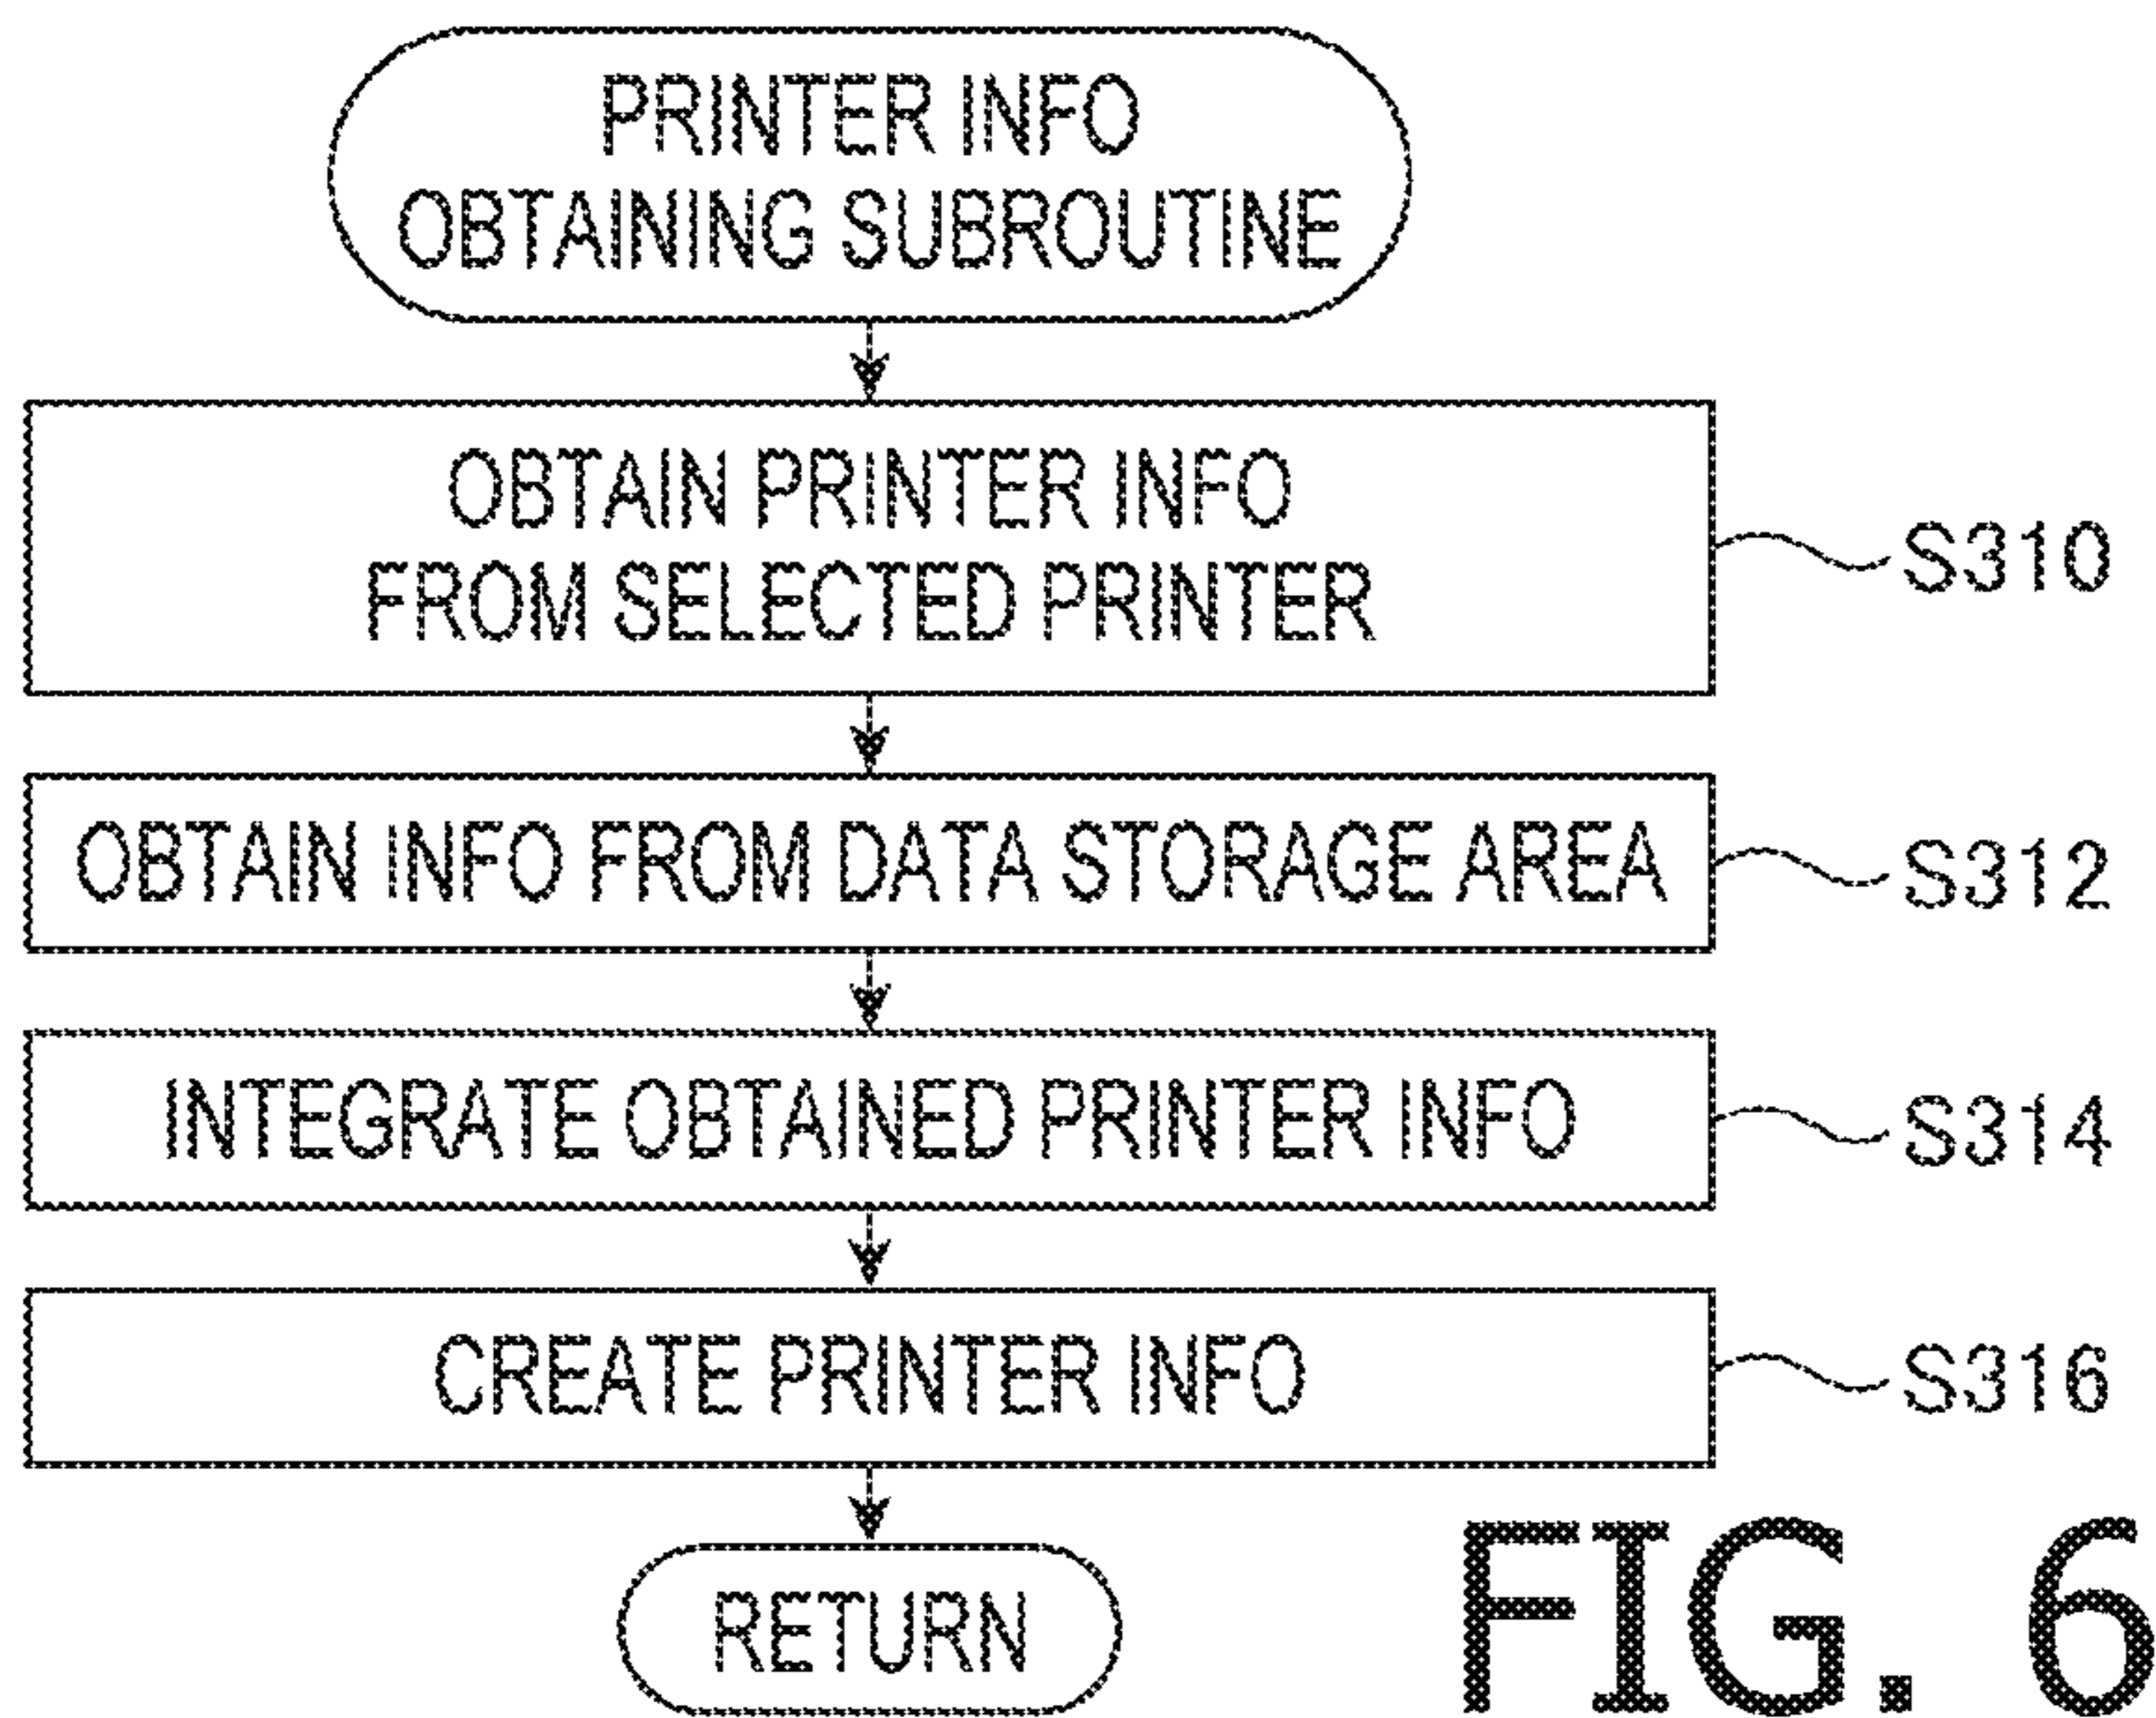 PRINTER INFO
OBTAINING SUBROUTINE
OBTAIN PRINTER INFO
FROM SELECTED PRINTER
S310
OBTAIN INFO FROM DATA STORAGE AREA
S312
INTEGRATE OBTAINED PRINTER INFO
S314
CREATE PRINTER INFO
S316
RETURN
FIG. 6